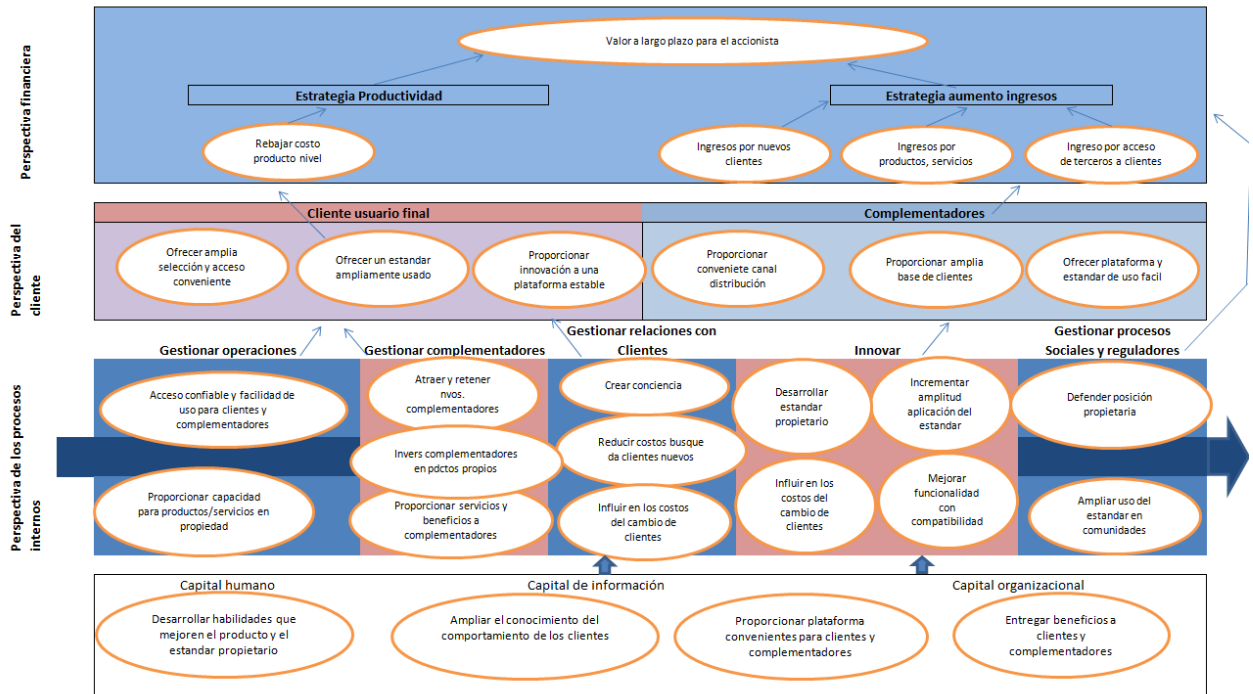 Perspectiva financiera
Valor a largo plazo para el accionista
Estrategia Productividad
Estrategia aumento ingresos
Rebajar costo
producto nivel
Ingresos por nuevos
clientes
Ingresos por
productos, servicios
Ingreso por acceso
de terceros a clientes
Perspectiva del
cliente
Cliente usuario final
Complementadores
Ofrecer amplia
selección y acceso
conveniente
Ofrecer un estandar
ampliamente usado
Proporcionar
innovación a una
plataforma estable
Proporcionar
conveniete canal
distribución
Proporcionar amplia
base de clientes
Ofrecer plataforma y
estandar de uso facil
Perspectiva de los procesos
internos
Gestionar operaciones
Gestionar complementadores
Gestionar relaciones con
Clientes
Innovar
Gestionar procesos
Sociales y reguladores
Acceso confiable y facilidad de
uso para clientes y
complementadores
Proporcionar capacidad
para productos/servicios en
propiedad
Atraer y retener
nvos. complementadores
Invers complementadores
en pdctos propios
Proporcionar servicios y
beneficios a
complementadores
Crear conciencia
Reducir costos busque
da clientes nuevos
Influir en los costos
del cambio de
clientes
Desarrollar
estandar
propietario
Incrementar
amplitud
aplicación del
estandar
Influir en los
costos del
cambio de
clientes
Mejorar
funcionalidad
con
compatibilidad
Defender posición
propietaria
Ampliar uso del
estandar en
comunidades
Capital humano
Capital de información
Capital organizacional
Desarrollar habilidades que
mejoren el producto y el
estandar propietario
Ampliar el conocimiento del
comportamiento de los clientes
Proporcionar plataforma
convenientes para clientes y
complementadores
Entregar beneficios a
clientes y
complementadores